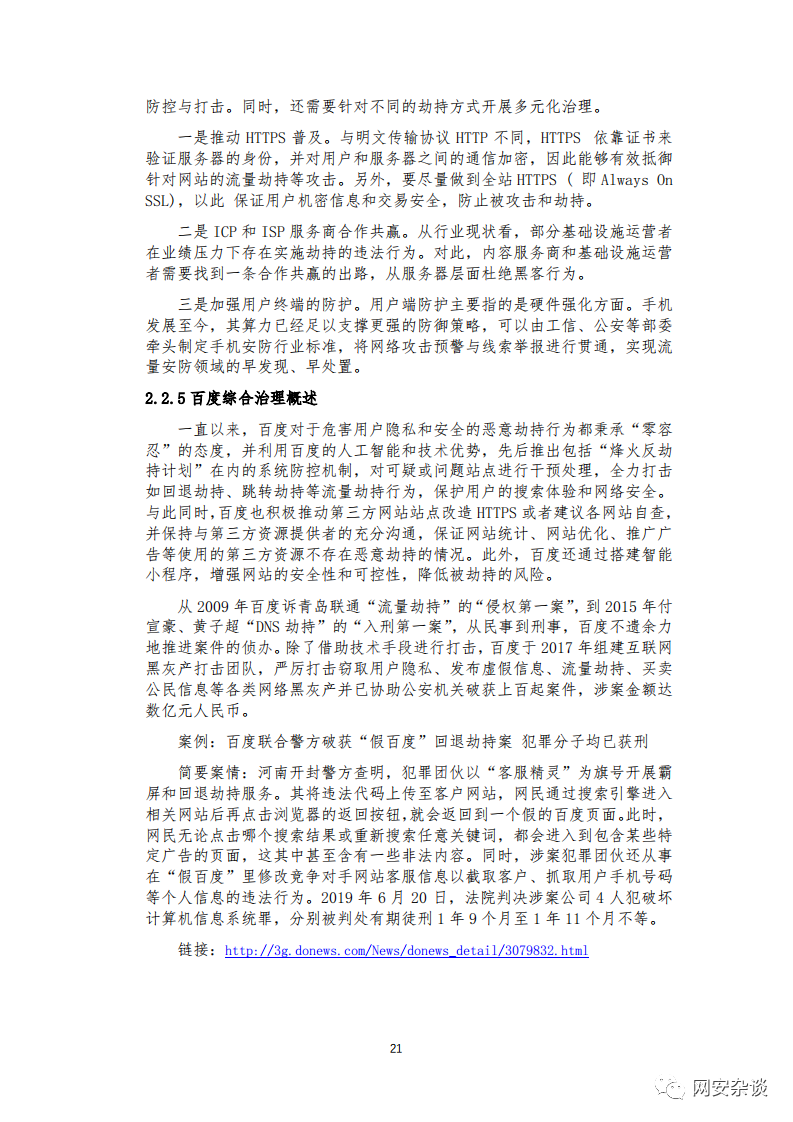 防控与打击。同时，还需要针对不同的劫持方式开展多元化治理。
一是推动 HTTPS 普及。与明文传输协议 HTTP 不同，HTTPS 依靠证书来
验证服务器的身份，并对用户和服务器之间的通信加密，因此能够有效抵御
针对网站的流量劫持等攻击。另外，要尽量做到全站 HTTPS ( 即 Always On
SSL)，以此 保证用户机密信息和交易安全，防止被攻击和劫持。
二是 ICP 和 ISP 服务商合作共赢。从行业现状看，部分基础设施运营者
在业绩压力下存在实施劫持的违法行为。对此，内容服务商和基础设施运营
者需要找到一条合作共赢的出路，从服务器层面杜绝黑客行为。
三是加强用户终端的防护。用户端防护主要指的是硬件强化方面。手机
发展至今，其算力已经足以支撑更强的防御策略，可以由工信、公安等部委
牵头制定手机安防行业标准，将网络攻击预警与线索举报进行贯通，实现流
量安防领域的早发现、早处置。
2.2.5 百度综合治理概述
一直以来，百度对于危害用户隐私和安全的恶意劫持行为都秉承“零容
忍”的态度，并利用百度的人工智能和技术优势，先后推出包括“烽火反劫
持计划”在内的系统防控机制，对可疑或问题站点进行干预处理，全力打击
如回退劫持、跳转劫持等流量劫持行为，保护用户的搜索体验和网络安全。
与此同时，百度也积极推动第三方网站站点改造 HTTPS 或者建议各网站自查，
并保持与第三方资源提供者的充分沟通，保证网站统计、网站优化、推广广
告等使用的第三方资源不存在恶意劫持的情况。此外，百度还通过搭建智能
小程序，增强网站的安全性和可控性，降低被劫持的风险。
从 2009 年百度诉青岛联通“流量劫持”的“侵权第一案”，到 2015 年付
宣豪、黄子超“DNS 劫持”的“入刑第一案”，从民事到刑事，百度不遗余力
地推进案件的侦办。除了借助技术手段进行打击，百度于 2017 年组建互联网
黑灰产打击团队，严厉打击窃取用户隐私、发布虚假信息、流量劫持、买卖
公民信息等各类网络黑灰产并已协助公安机关破获上百起案件，涉案金额达
数亿元人民币。
案例：百度联合警方破获“假百度”回退劫持案 犯罪分子均已获刑
简要案情：河南开封警方查明，犯罪团伙以“客服精灵”为旗号开展霸
屏和回退劫持服务。其将违法代码上传至客户网站，网民通过搜索引擎进入
相关网站后再点击浏览器的返回按钮，就会返回到一个假的百度页面。此时，
网民无论点击哪个搜索结果或重新搜索任意关键词，都会进入到包含某些特
定广告的页面，这其中甚至含有一些非法内容。同时，涉案犯罪团伙还从事
在“假百度”里修改竞争对手网站客服信息以截取客户、抓取用户手机号码
等个人信息的违法行为。2019 年 6 月 20 日，法院判决涉案公司 4 人犯破坏
计算机信息系统罪，分别被判处有期徒刑 1 年 9 个月至 1 年 11 个月不等。
链接：http://3g.donews.com/News/donews_detail/3079832.html
21
网安杂谈